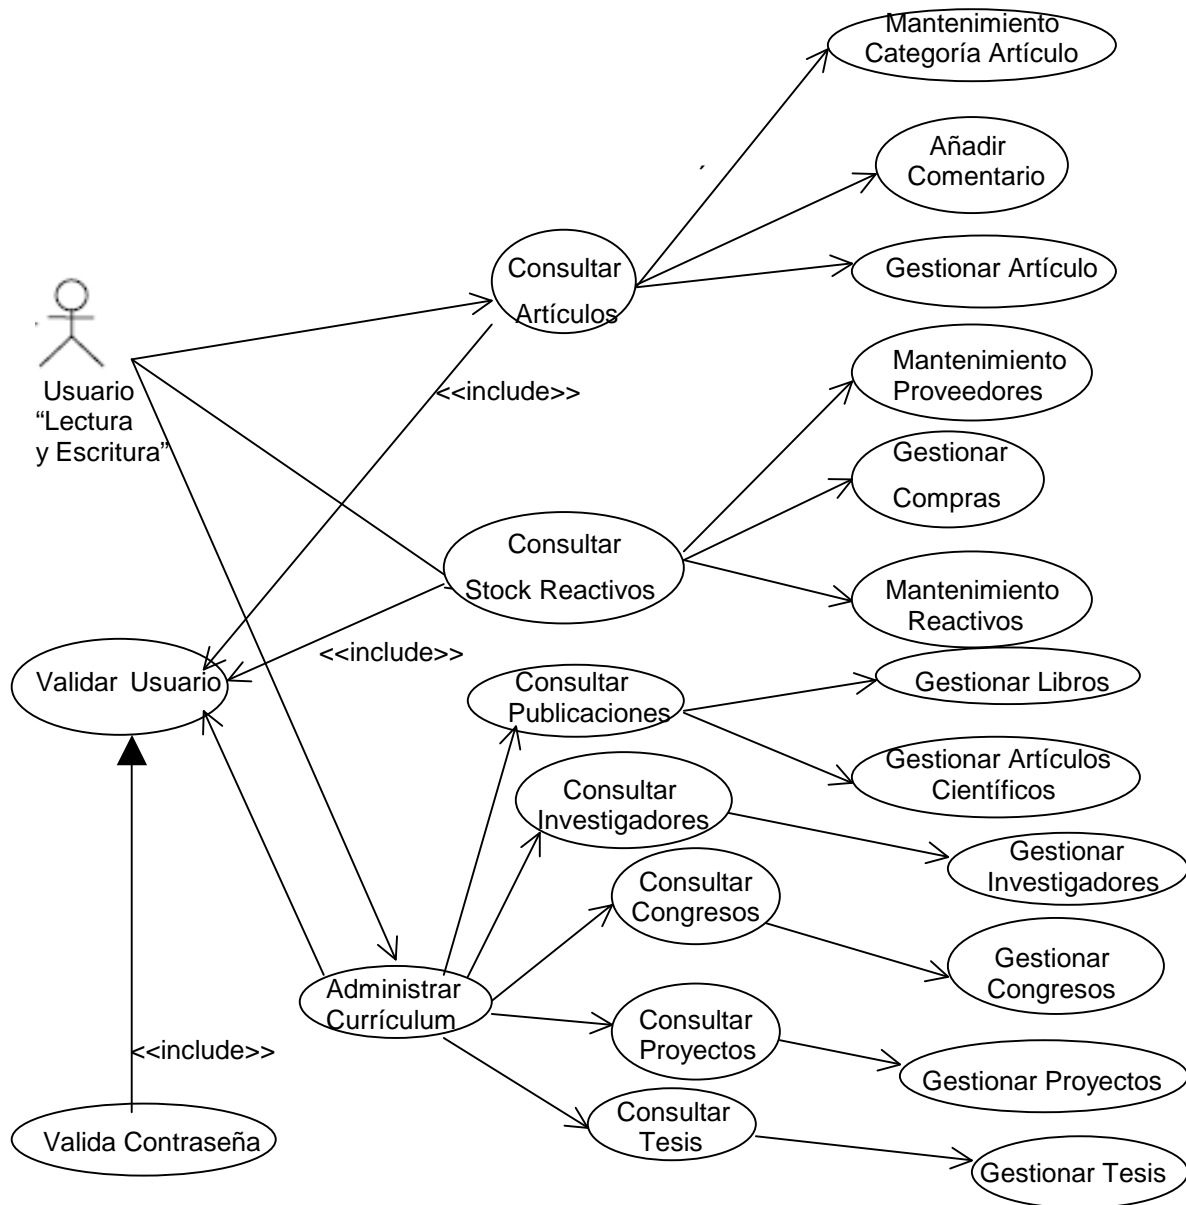 Mantenimiento
Categoría Artículo
Añadir
Comentario
Consultar
Artículos
Gestionar Artículo
Usuario
“Lectura
y Escritura”
<<include>>
Mantenimiento
Proveedores
Gestionar
Compras
Consultar
Stock Reactivos
Mantenimiento
Reactivos
<<include>>
Validar Usuario
Consultar
Publicaciones
Gestionar Libros
Gestionar Artículos
Científicos
Consultar
Investigadores
Gestionar
Investigadores
Consultar
Congresos
Gestionar
Congresos
Administrar
Currículum
Consultar
Proyectos
Gestionar Proyectos
<<include>>
Valida Contraseña
Consultar
Tesis
Gestionar Tesis